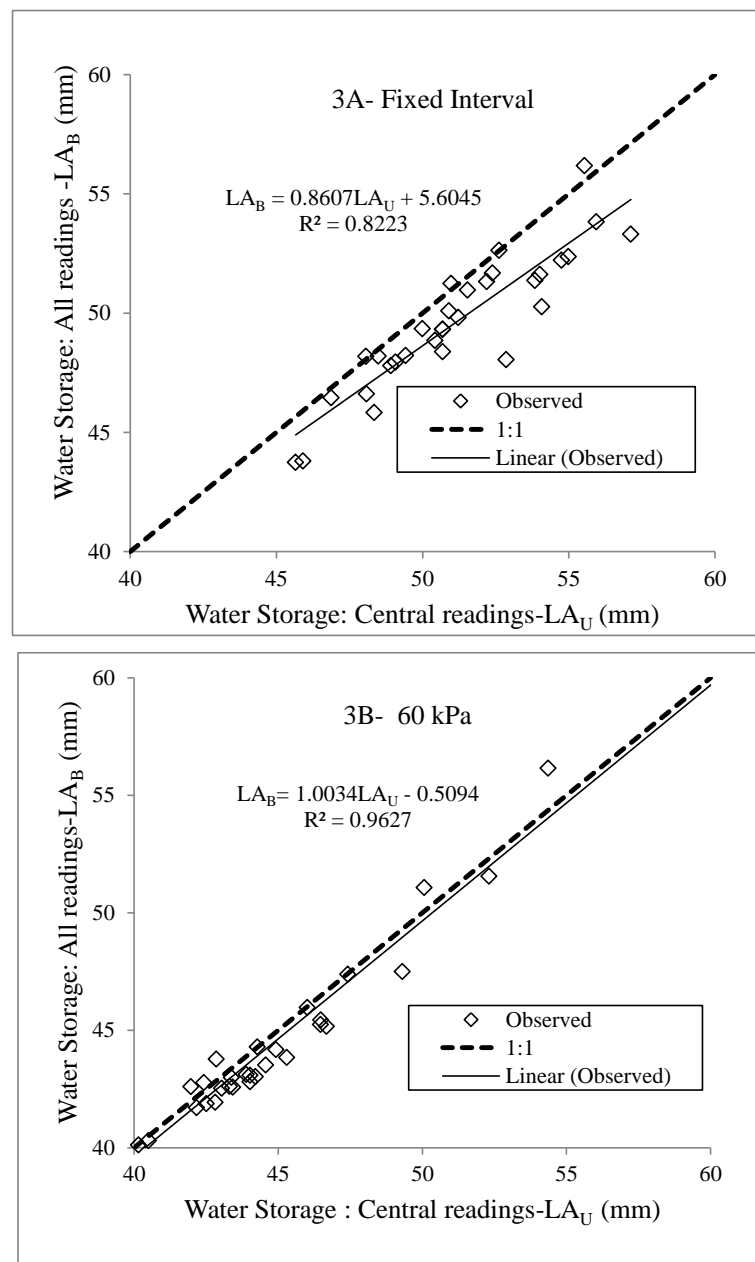 3A- Fixed Interval
LA_B = 0.8607LA_U + 5.6045
R² = 0.8223
Water Storage: All readings -LA_B (mm)
60
55
50
45
40
Observed
1:1
Linear (Observed)
40 45 50 55 60
Water Storage: Central readings-LA_U (mm)
3B- 60 kPa
LA_B= 1.0034LA_U - 0.5094
R² = 0.9627
Water Storage: All readings-LA_B (mm)
60
55
50
45
40
Observed
1:1
Linear (Observed)
40 45 50 55 60
Water Storage : Central readings-LA_U (mm)